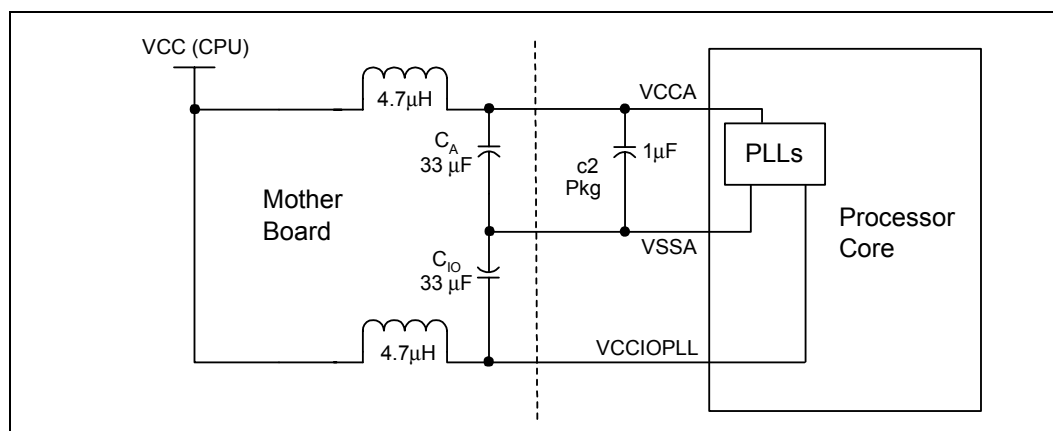 VCC (CPU)
4.7μH
VCCA
C_A
33 μF
1μF
c2
Pkg
PLLs
Mother
Board
Processor
Core
VSSA
C_IO
33 μF
4.7μH
VCCIOPLL